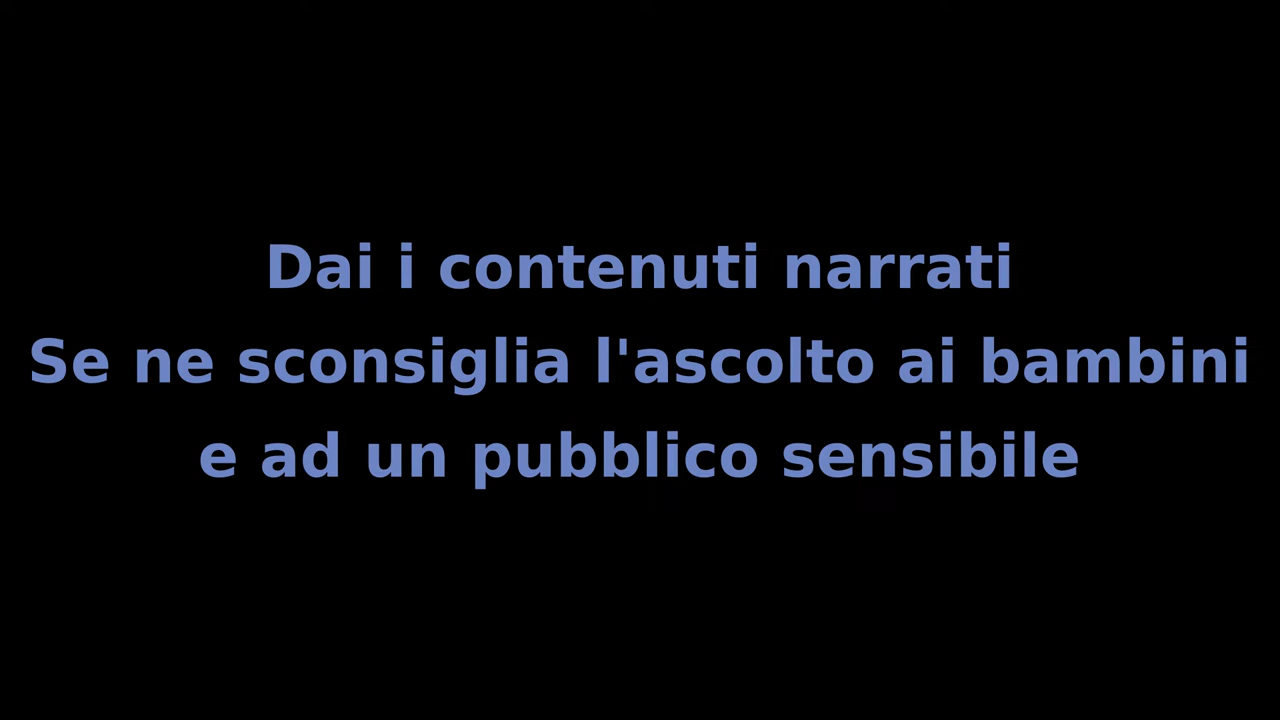 Dai i contenuti narrati
Se ne sconsiglia l'ascolto ai bambini
e ad un pubblico sensibile